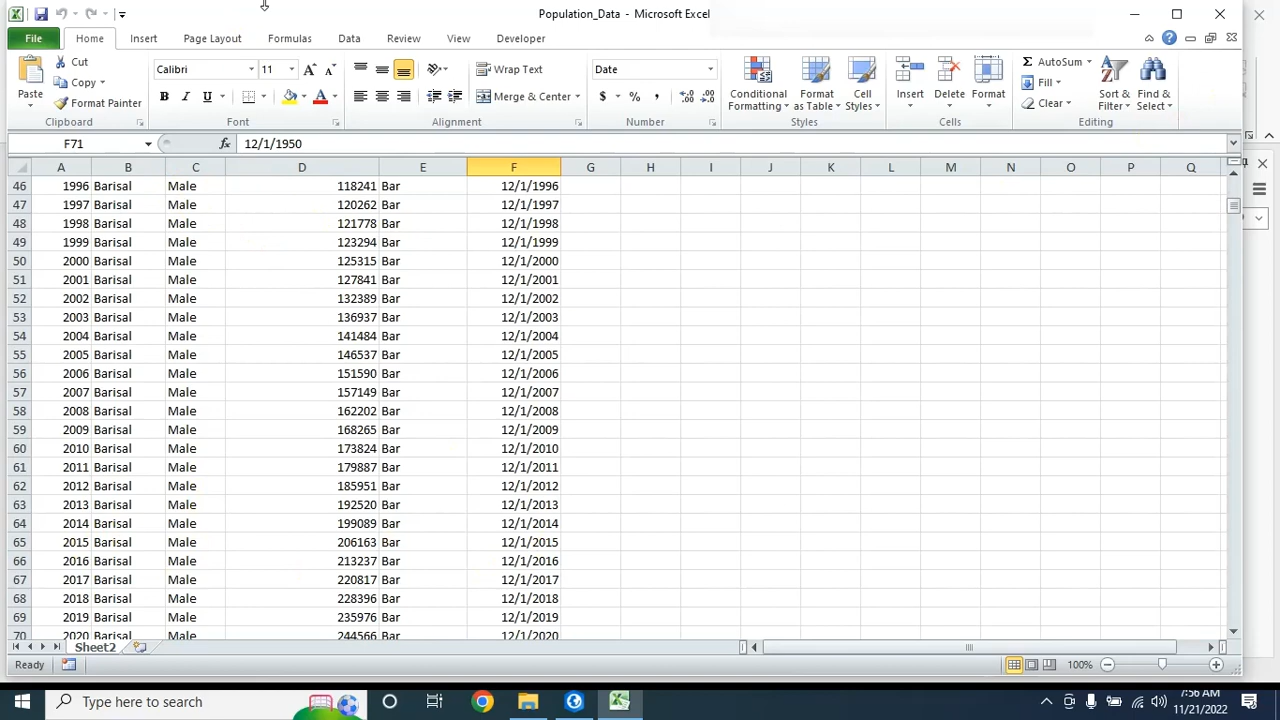 Population_Data - Microsoft Excel
File Home Insert Page Layout Formulas Data Review View Developer
Paste
Cut
Copy
Format Painter
Clipboard
Calibri 11
B I U A
Font
Wrap Text
Merge & Center
Alignment
Date
$ % ,
Number
Conditional Formatting
Format as Table
Cell Styles
Styles
Insert Delete Format
Cells
Σ AutoSum
Fill
Clear
Sort & Filter
Find & Select
Editing
F71 fx 12/1/1950
A B C D E F G H I J K L M N O P Q
46 1996 Barisal Male 118241 Bar 12/1/1996
47 1997 Barisal Male 120262 Bar 12/1/1997
48 1998 Barisal Male 121778 Bar 12/1/1998
49 1999 Barisal Male 123294 Bar 12/1/1999
50 2000 Barisal Male 125315 Bar 12/1/2000
51 2001 Barisal Male 127841 Bar 12/1/2001
52 2002 Barisal Male 132389 Bar 12/1/2002
53 2003 Barisal Male 136937 Bar 12/1/2003
54 2004 Barisal Male 141484 Bar 12/1/2004
55 2005 Barisal Male 146537 Bar 12/1/2005
56 2006 Barisal Male 151590 Bar 12/1/2006
57 2007 Barisal Male 157149 Bar 12/1/2007
58 2008 Barisal Male 162202 Bar 12/1/2008
59 2009 Barisal Male 168265 Bar 12/1/2009
60 2010 Barisal Male 173824 Bar 12/1/2010
61 2011 Barisal Male 179887 Bar 12/1/2011
62 2012 Barisal Male 185951 Bar 12/1/2012
63 2013 Barisal Male 192520 Bar 12/1/2013
64 2014 Barisal Male 199089 Bar 12/1/2014
65 2015 Barisal Male 206163 Bar 12/1/2015
66 2016 Barisal Male 213237 Bar 12/1/2016
67 2017 Barisal Male 220817 Bar 12/1/2017
68 2018 Barisal Male 228396 Bar 12/1/2018
69 2019 Barisal Male 235976 Bar 12/1/2019
70 2020 Barisal Male 244566 Bar 12/1/2020
Sheet2
Ready 100%
Type here to search
7:56 AM
11/21/2022